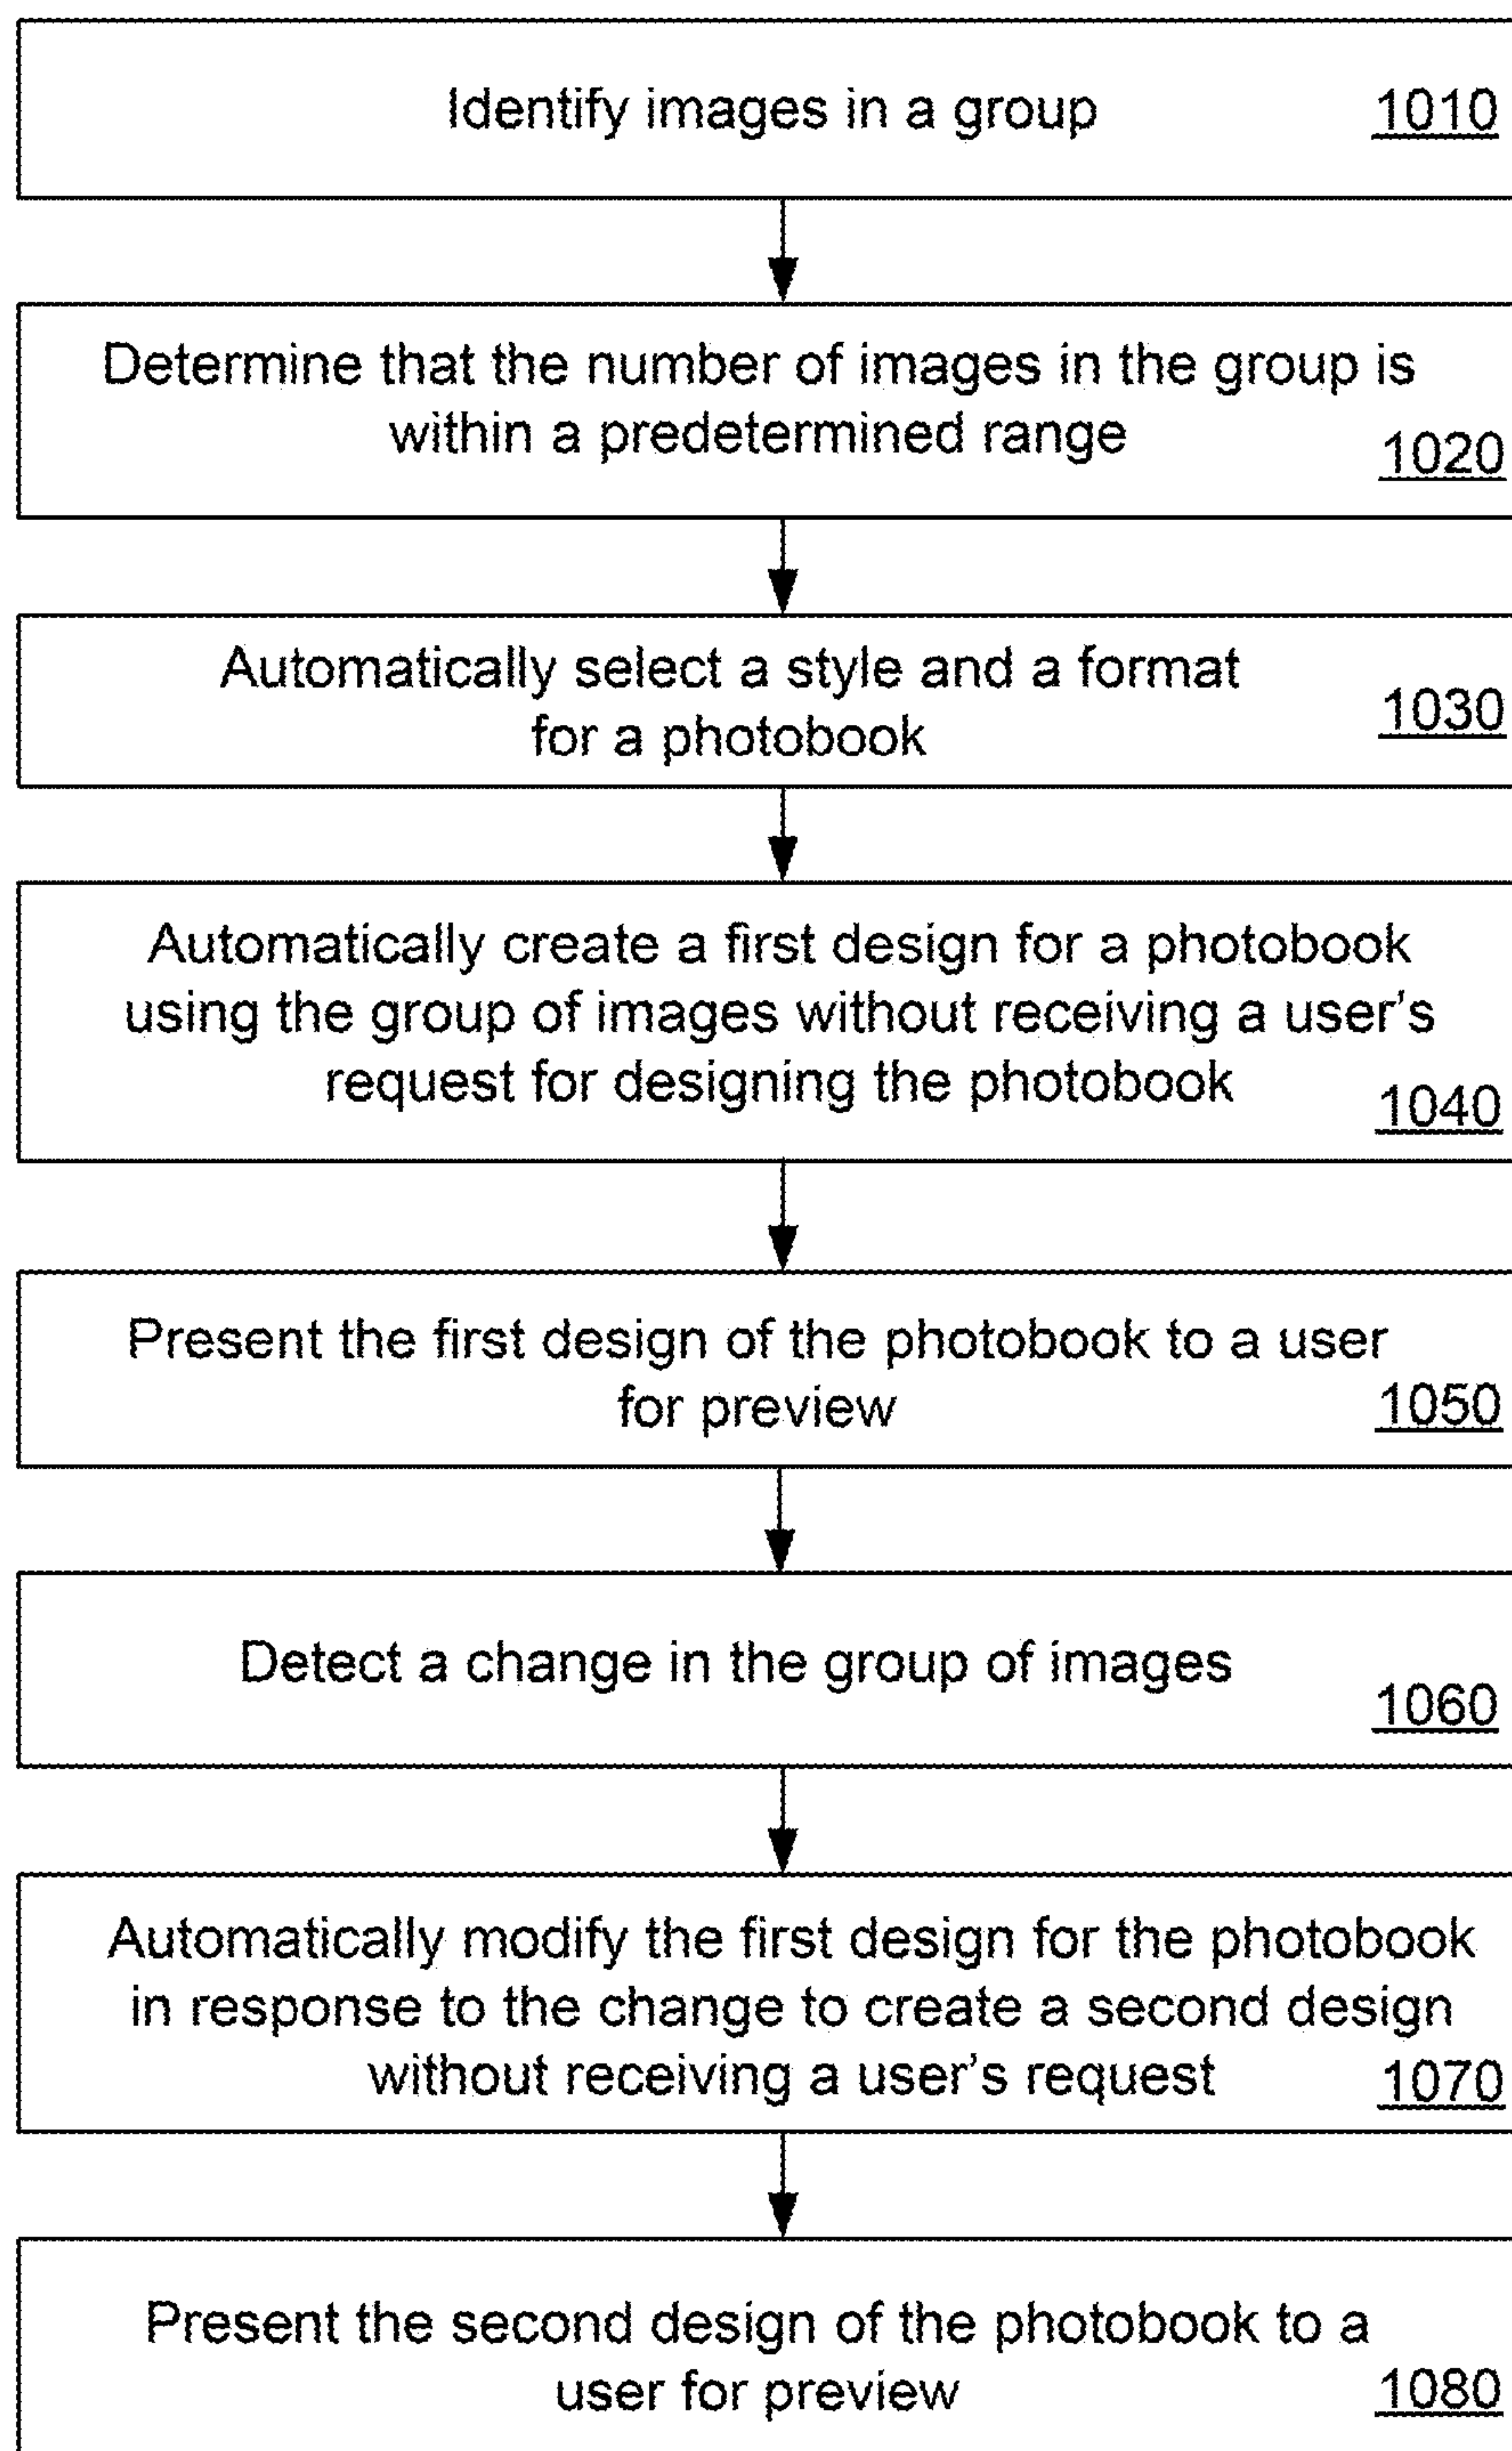 Identify images in a group
1010
Determine that the number of images in the group is
within a predetermined range
1020
Automatically select a style and a format
for a photobook
1030
Automatically create a first design for a photobook
using the group of images without receiving a user's
request for designing the photobook
1040
Present the first design of the photobook to a user
for preview
1050
Detect a change in the group of images
1060
Automatically modify the first design for the photobook
in response to the change to create a second design
without receiving a user's request
1070
Present the second design of the photobook to a
user for preview
1080